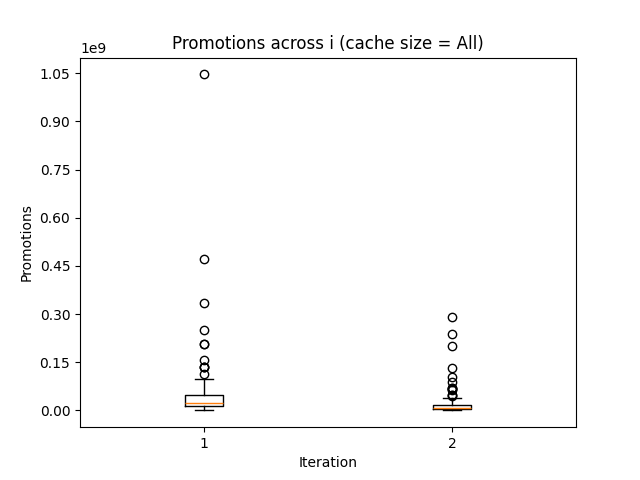 Promotions across i (cache size = All)
1e9
1.05
0.90
0.75
0.60
0.45
0.30
0.15
0.00
Promotions
1 2
Iteration